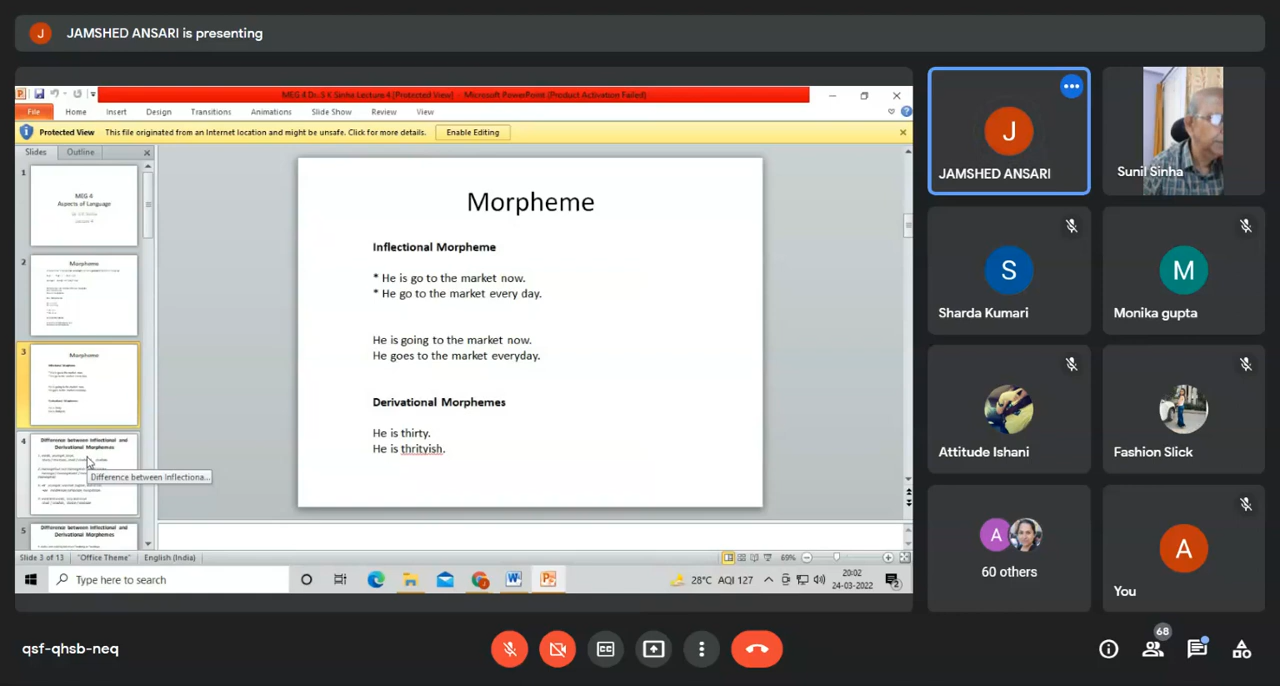 J
JAMSHED ANSARI is presenting
MEG 4 Dr. S K Sinha Lecture 4 [Protected View] - Microsoft PowerPoint (Product Activation Failed)
File Home Insert Design Transitions Animations Slide Show Review View
Protected View This file originated from an Internet location and might be unsafe. Click for more details. Enable Editing
Slides Outline
1
MEG 4
Aspects of Language
2
Morpheme
3
Morpheme
4
Difference between Inflectional and
Derivational Morphemes
Difference between Inflectiona...
5
Difference between Inflectional and
Derivational Morphemes
Morpheme
Inflectional Morpheme
* He is go to the market now.
* He go to the market every day.
He is going to the market now.
He goes to the market everyday.
Derivational Morphemes
He is thirty.
He is thrityish.
Slide 3 of 13 "Office Theme" English (India) 69%
Type here to search
28°C AQI 127
20:02
24-03-2022
2
J
JAMSHED ANSARI
Sunil Sinha
S
Sharda Kumari
M
Monika gupta
Attitude Ishani
Fashion Slick
A
60 others
A
You
qsf-qhsb-neq
CC
68